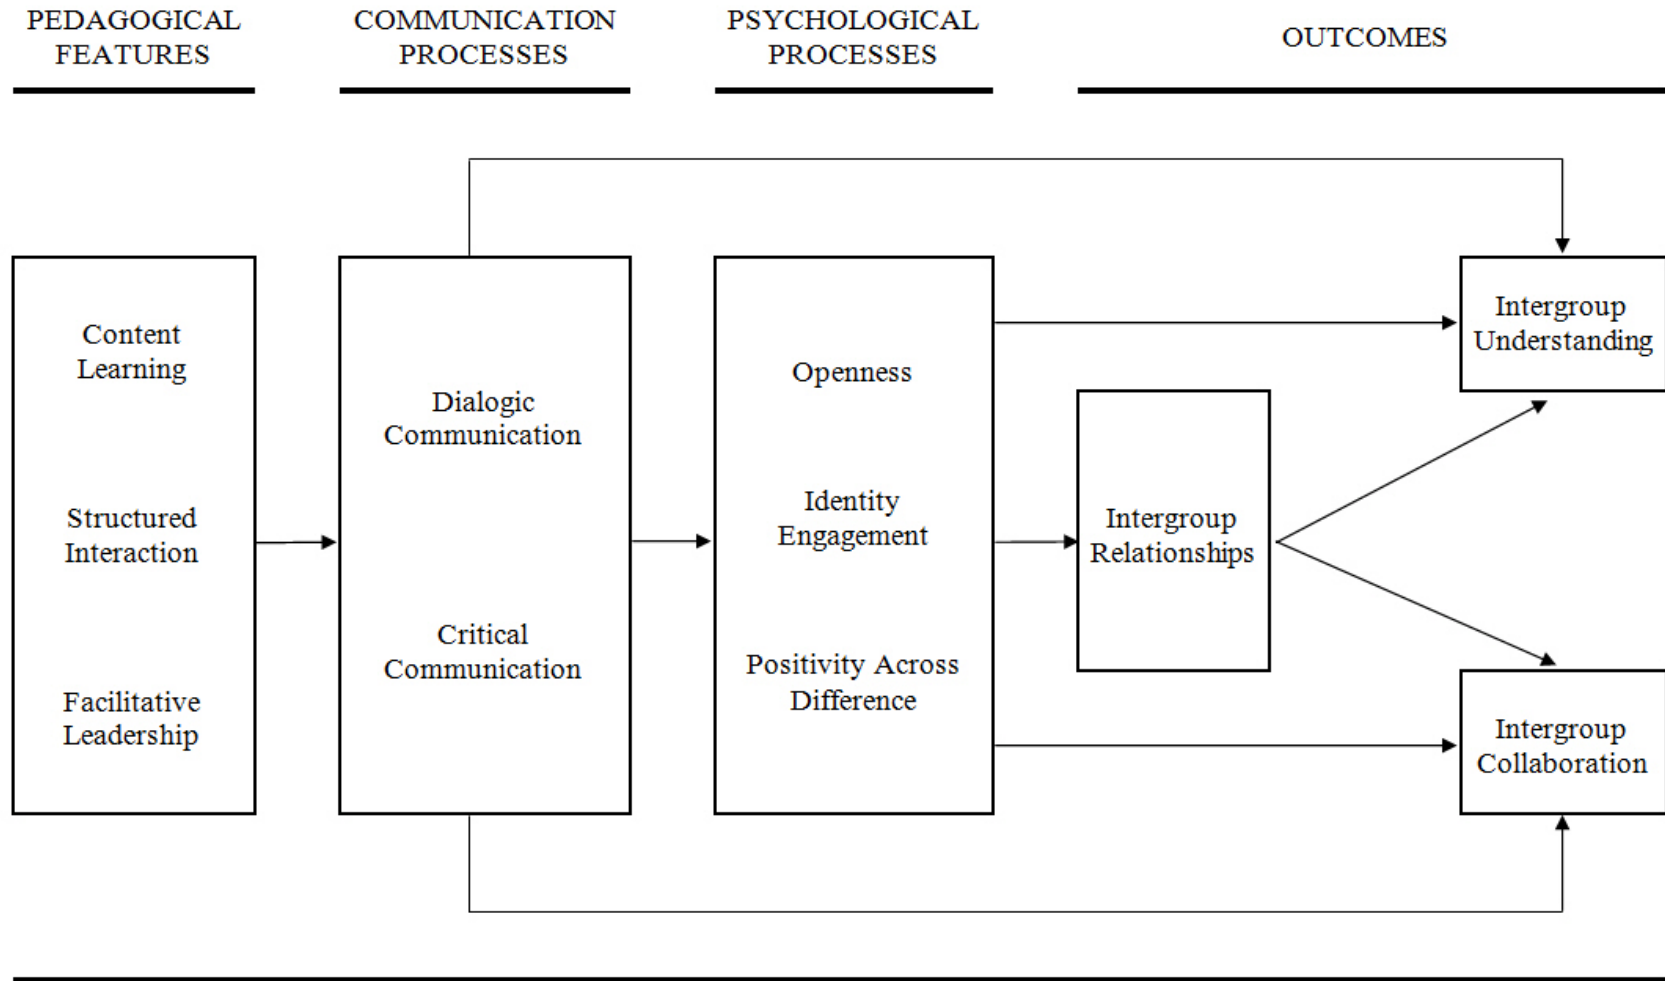 PEDAGOGICAL
FEATURES
COMMUNICATION
PROCESSES
PSYCHOLOGICAL
PROCESSES
OUTCOMES
Content
Learning
Structured
Interaction
Facilitative
Leadership
Dialogic
Communication
Critical
Communication
Openness
Identity
Engagement
Positivity Across
Difference
Intergroup
Relationships
Intergroup
Understanding
Intergroup
Collaboration